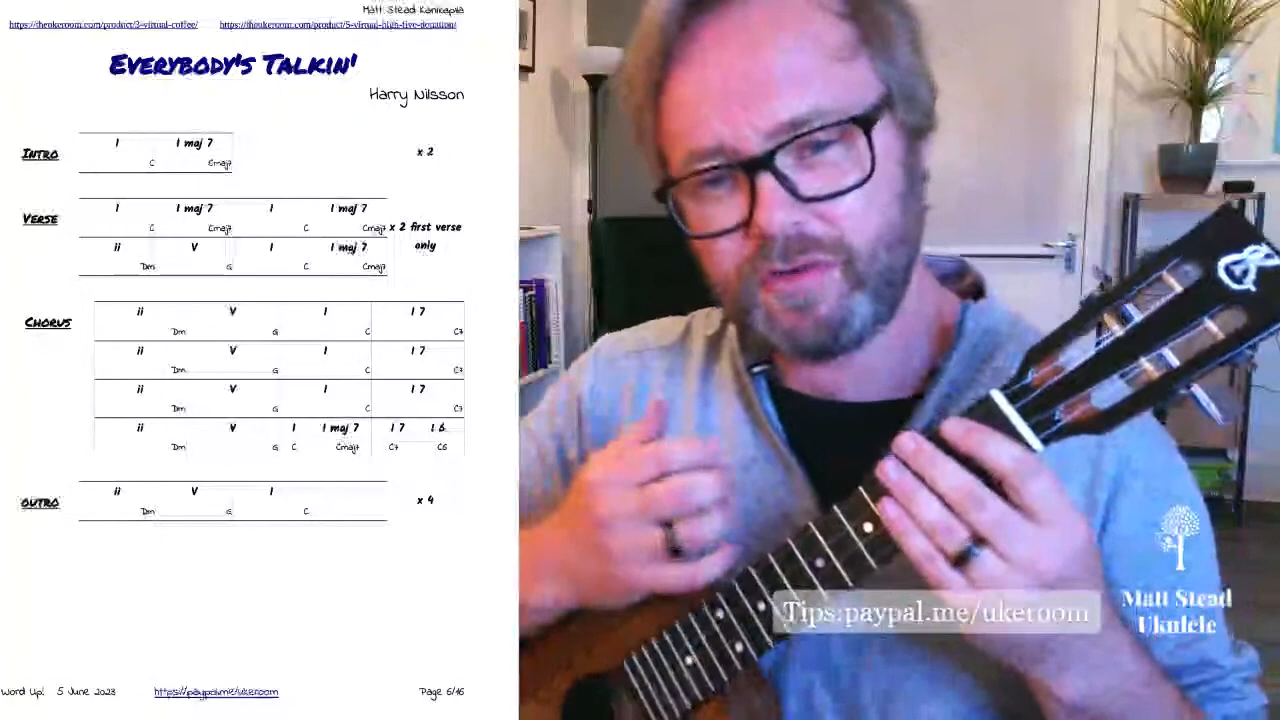 Matt Stead Kanikapila
https://theukeroom.com/product/3-virtual-coffee/ https://theukeroom.com/product/5-virtual-high-five-donation/
Everybody's Talkin'
Harry Nilsson
Intro
I I maj 7
C Cmaj7
x 2
Verse
I I maj 7 I I maj 7
C Cmaj7 C Cmaj7
x 2 first verse
only
ii V I I maj 7
Dm G C Cmaj7
Chorus
ii V I I 7
Dm G C C7
ii V I I 7
Dm G C C7
ii V I I 7
Dm G C C7
ii V I I maj 7 I 7 I 6
Dm G C Cmaj7 C7 C6
outro
ii V I
Dm G C
x 4
Word Up! 5 June 2023 https://paypal.me/ukeroom Page 6/16
Tips:paypal.me/ukeroom
Matt Stead
Ukulele